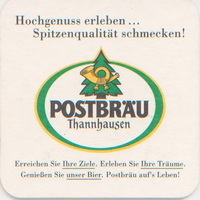 Hochgenuss erleben...
Spitzenqualität schmecken!
POSTBRÄU
Thannhausen
Erreichen Sie Ihre Ziele. Erleben Sie Ihre Träume.
Genießen Sie unser Bier. Postbräu auf's Leben!